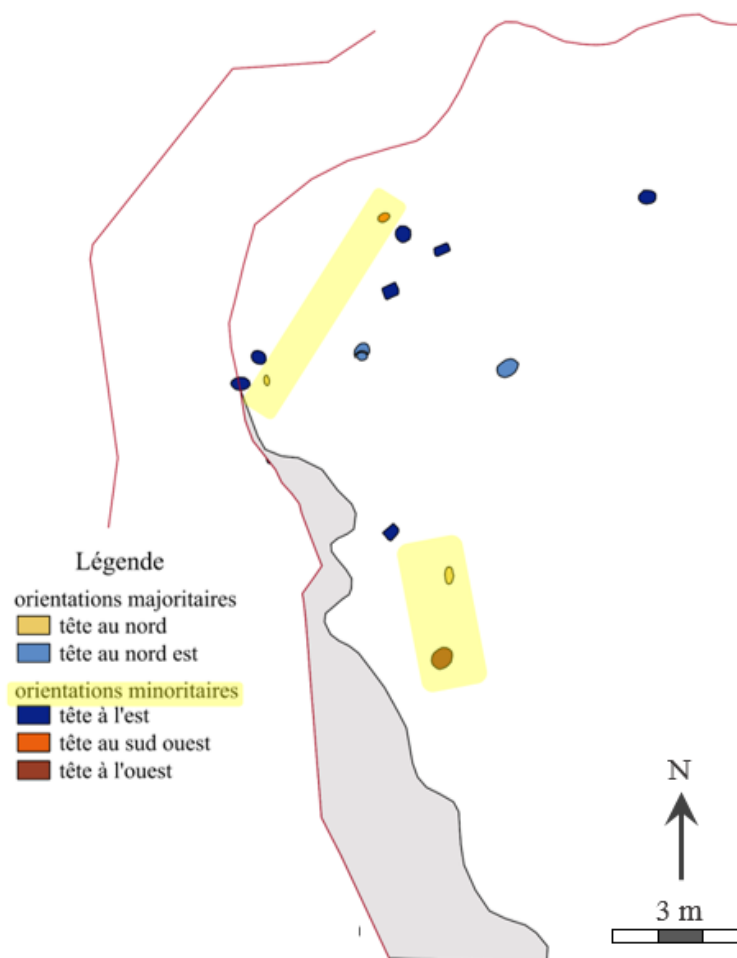 Légende
orientations majoritaires
tête au nord
tête au nord est
orientations minoritaires
tête à l'est
tête au sud ouest
tête à l'ouest
N
3 m